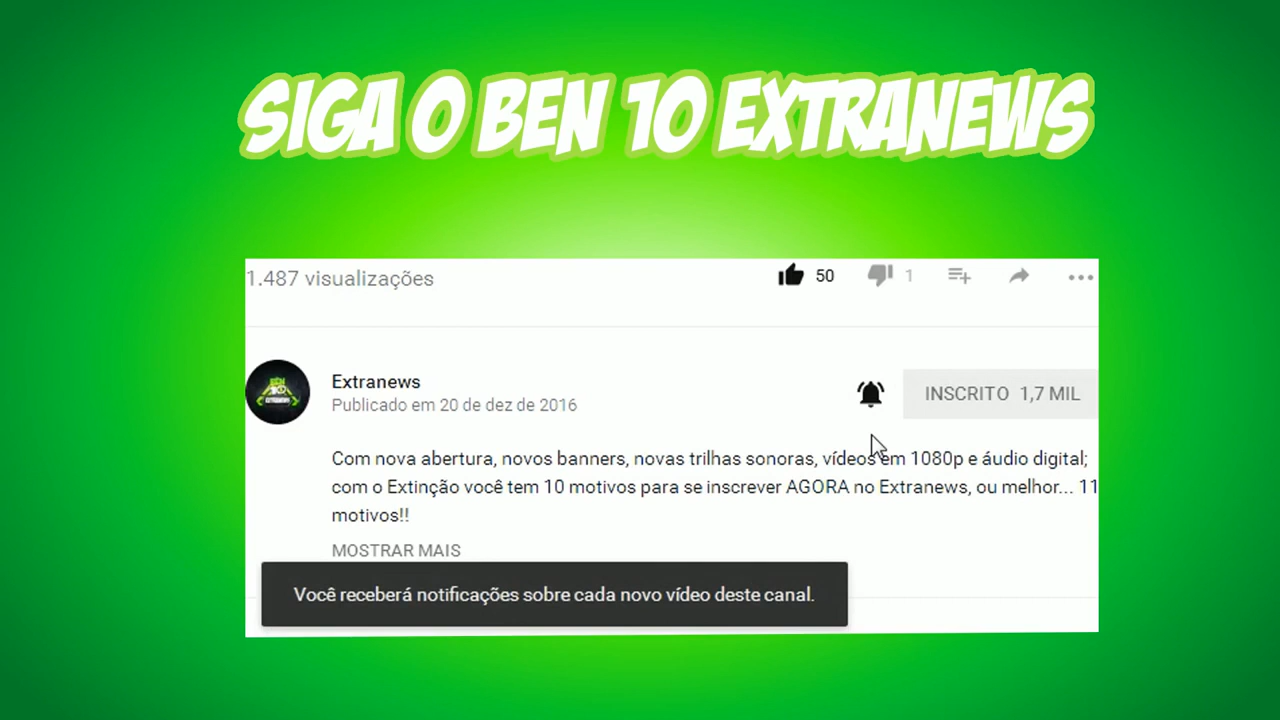 SIGA O BEN 10 EXTRANEWS
1.487 visualizações
50
1
Extranews
Publicado em 20 de dez de 2016
INSCRITO 1,7 MIL
Com nova abertura, novos banners, novas trilhas sonoras, vídeos em 1080p e áudio digital;
com o Extinção você tem 10 motivos para se inscrever AGORA no Extranews, ou melhor... 11
motivos!!
MOSTRAR MAIS
Você receberá notificações sobre cada novo vídeo deste canal.